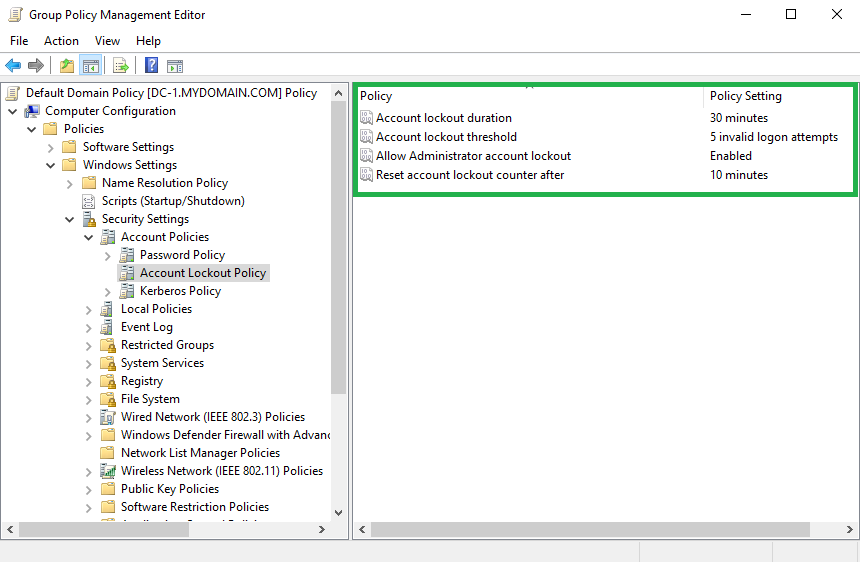 Group Policy Management Editor
File Action View Help
Default Domain Policy [DC-1.MYDOMAIN.COM] Policy
Computer Configuration
Policies
Software Settings
Windows Settings
Name Resolution Policy
Scripts (Startup/Shutdown)
Security Settings
Account Policies
Password Policy
Account Lockout Policy
Kerberos Policy
Local Policies
Event Log
Restricted Groups
System Services
Registry
File System
Wired Network (IEEE 802.3) Policies
Windows Defender Firewall with Advanc
Network List Manager Policies
Wireless Network (IEEE 802.11) Policies
Public Key Policies
Software Restriction Policies
Policy Policy Setting
Account lockout duration 30 minutes
Account lockout threshold 5 invalid logon attempts
Allow Administrator account lockout Enabled
Reset account lockout counter after 10 minutes